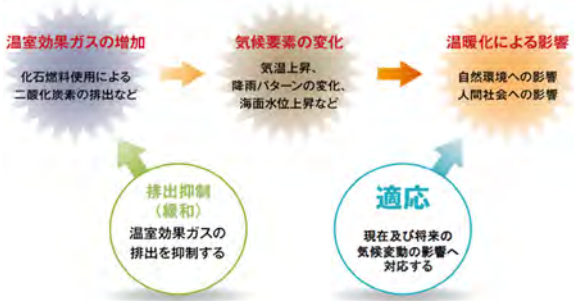 温室効果ガスの増加
化石燃料使用による
二酸化炭素の排出など
気候要素の変化
気温上昇、
降雨パターンの変化、
海面水位上昇など
温暖化による影響
自然環境への影響
人間社会への影響
排出抑制
（緩和）
温室効果ガスの
排出を抑制する
適応
現在及び将来の
気候変動の影響へ
対応する